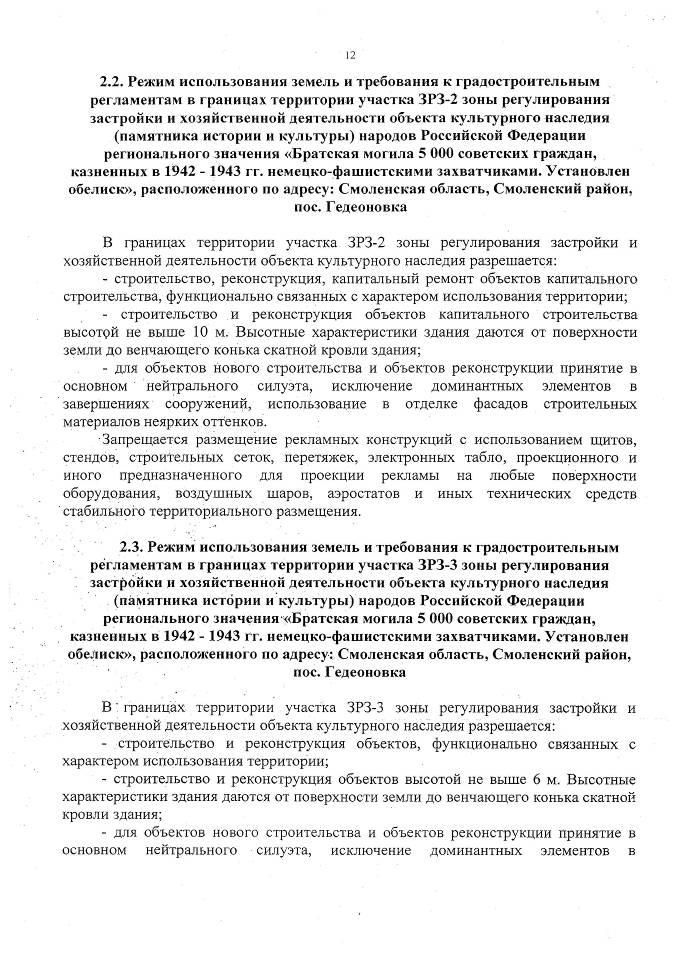 12
2.2. Режим использования земель и требования к градостроительным
регламентам в границах территории участка ЗРЗ-2 зоны регулирования
застройки и хозяйственной деятельности объекта культурного наследия
(памятника истории и культуры) народов Российской Федерации
регионального значения «Братская могила 5 000 советских граждан,
казненных в 1942 - 1943 гг. немецко-фашистскими захватчиками. Установлен
обелиск», расположенного по адресу: Смоленская область, Смоленский район,
пос. Гедеоновка
В границах территории участка ЗРЗ-2 зоны регулирования застройки и
хозяйственной деятельности объекта культурного наследия разрешается:
- строительство, реконструкция, капитальный ремонт объектов капитального
строительства, функционально связанных с характером использования территории;
- строительство и реконструкция объектов капитального строительства
высотой не выше 10 м. Высотные характеристики здания даются от поверхности
земли до венчающего конька скатной кровли здания;
- для объектов нового строительства и объектов реконструкции принятие в
основном нейтрального силуэта, исключение доминантных элементов в
завершениях сооружений, использование в отделке фасадов строительных
материалов неярких оттенков.
Запрещается размещение рекламных конструкций с использованием щитов,
стендов, строительных сеток, перетяжек, электронных табло, проекционного и
иного предназначенного для проекции рекламы на любые поверхности
оборудования, воздушных шаров, аэростатов и иных технических средств
стабильного территориального размещения.
2.3. Режим использования земель и требования к градостроительным
регламентам в границах территории участка ЗРЗ-3 зоны регулирования
застройки и хозяйственной деятельности объекта культурного наследия
(памятника истории и культуры) народов Российской Федерации
регионального значения «Братская могила 5 000 советских граждан,
казненных в 1942 - 1943 гг. немецко-фашистскими захватчиками. Установлен
обелиск», расположенного по адресу: Смоленская область, Смоленский район,
пос. Гедеоновка
В границах территории участка ЗРЗ-3 зоны регулирования застройки и
хозяйственной деятельности объекта культурного наследия разрешается:
- строительство и реконструкция объектов, функционально связанных с
характером использования территории;
- строительство и реконструкция объектов высотой не выше 6 м. Высотные
характеристики здания даются от поверхности земли до венчающего конька скатной
кровли здания;
- для объектов нового строительства и объектов реконструкции принятие в
основном нейтрального силуэта, исключение доминантных элементов в